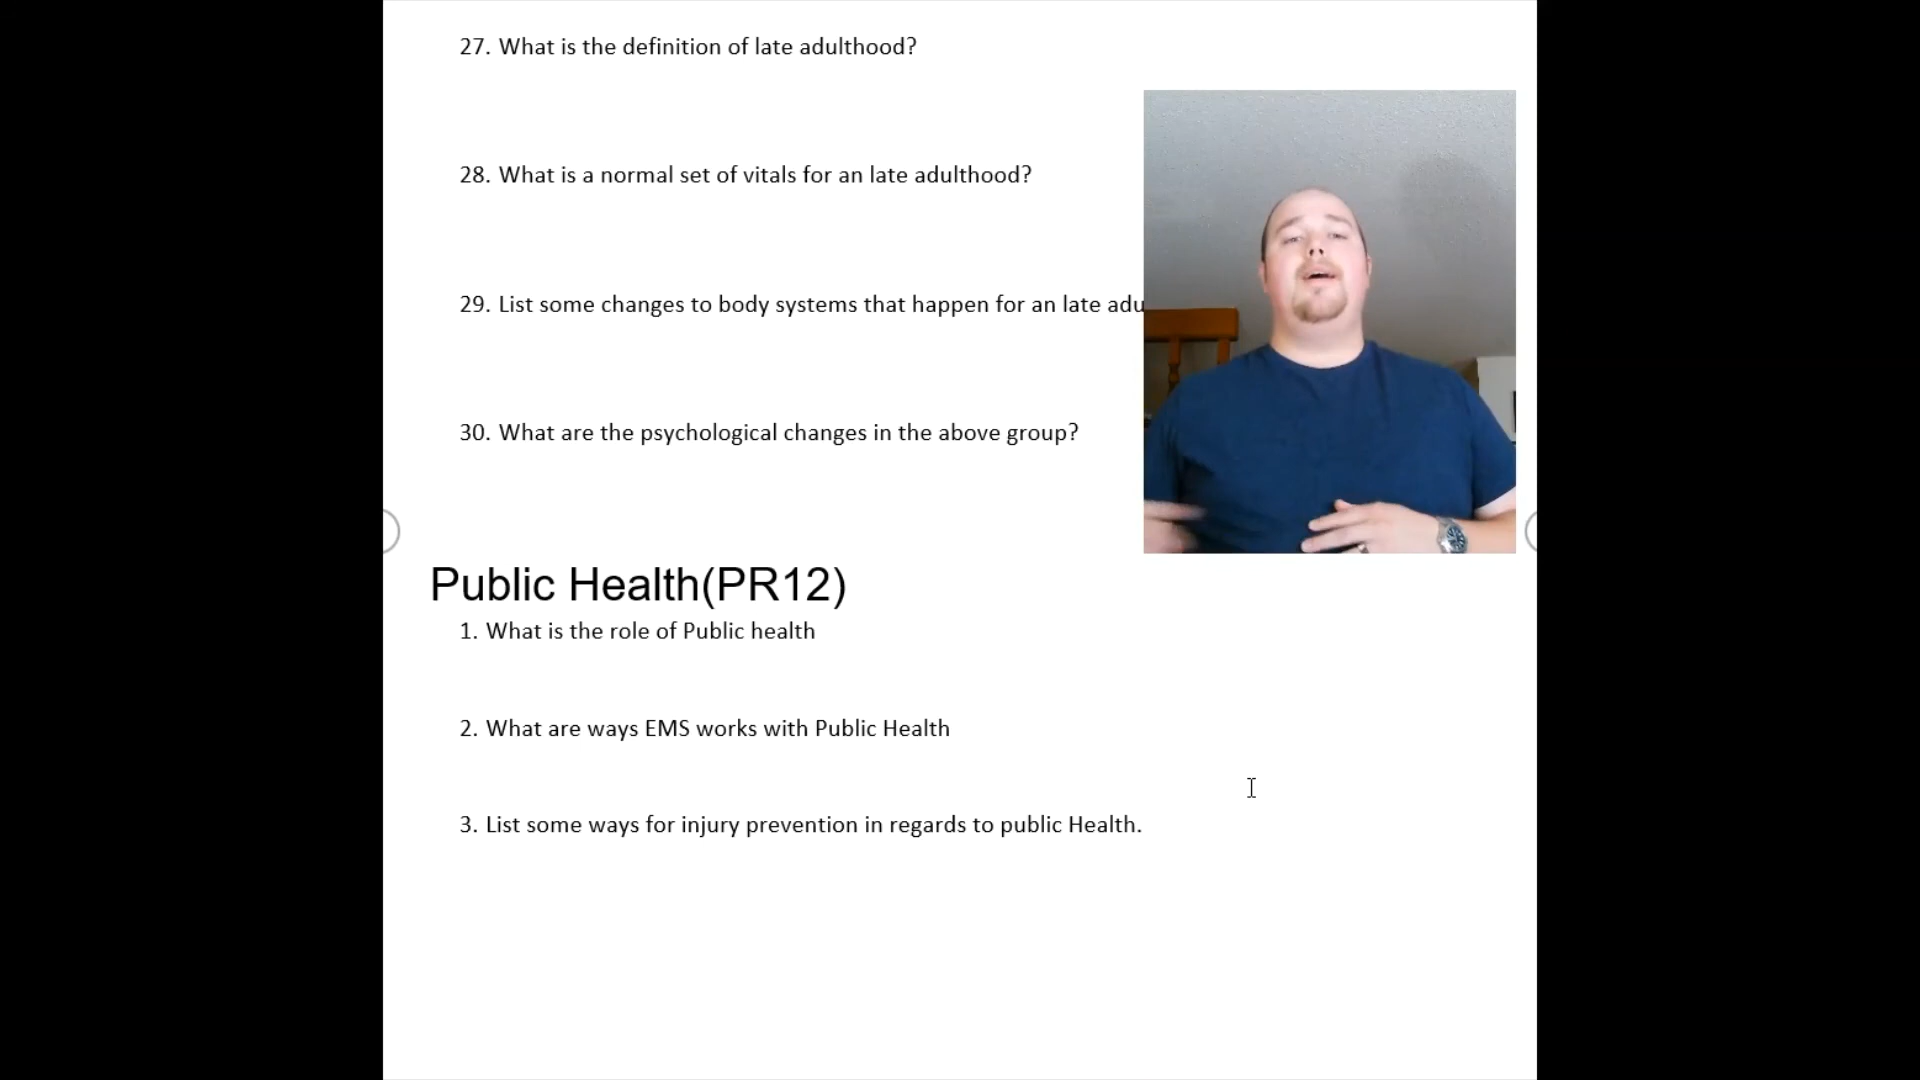 27. What is the definition of late adulthood?
28. What is a normal set of vitals for an late adulthood?
29. List some changes to body systems that happen for an late adu
30. What are the psychological changes in the above group?
Public Health(PR12)
1. What is the role of Public health
2. What are ways EMS works with Public Health
3. List some ways for injury prevention in regards to public Health.